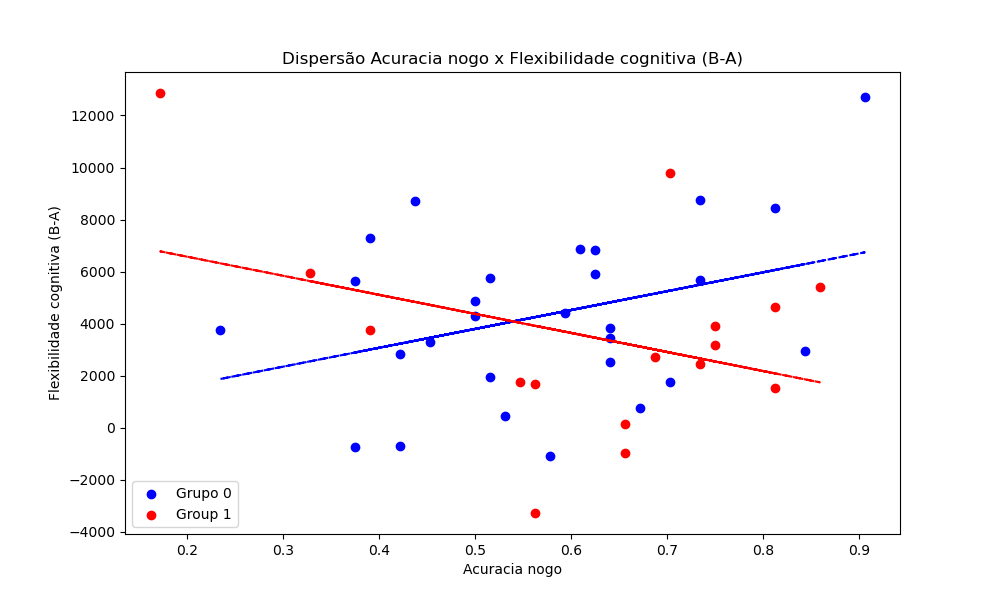 Dispersão Acuracia nogo x Flexibilidade cognitiva (B-A)
Flexibilidade cognitiva (B-A)
12000
10000
8000
6000
4000
2000
0
−2000
−4000
Grupo 0
Group 1
0.2 0.3 0.4 0.5 0.6 0.7 0.8 0.9
Acuracia nogo